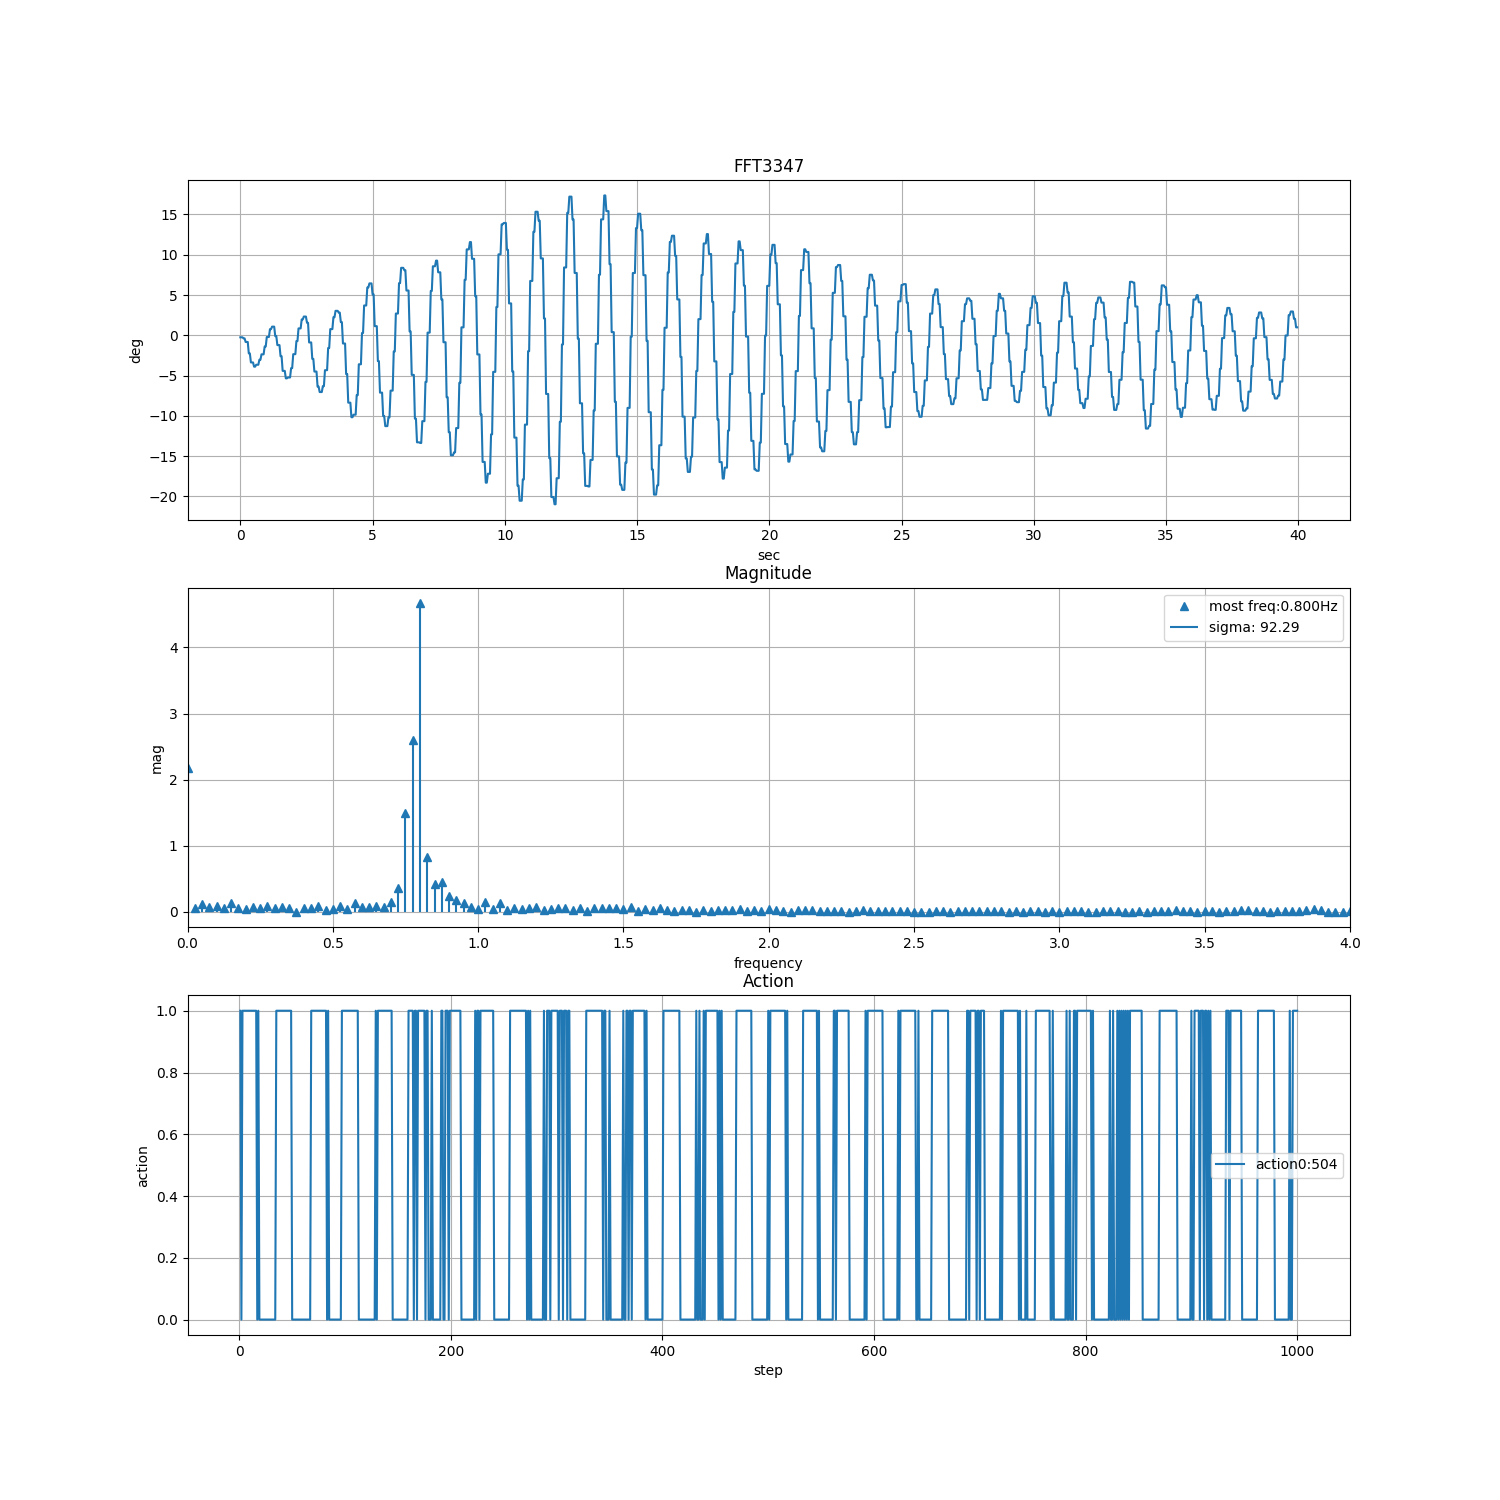 FFT3347
15
10
5
0
−5
−10
−15
−20
deg
0 5 10 15 20 25 30 35 40
sec
Magnitude
most freq:0.800Hz
sigma: 92.29
4
3
2
1
0
mag
0.0 0.5 1.0 1.5 2.0 2.5 3.0 3.5 4.0
frequency
Action
1.0
0.8
0.6
0.4
0.2
0.0
action
action0:504
0 200 400 600 800 1000
step